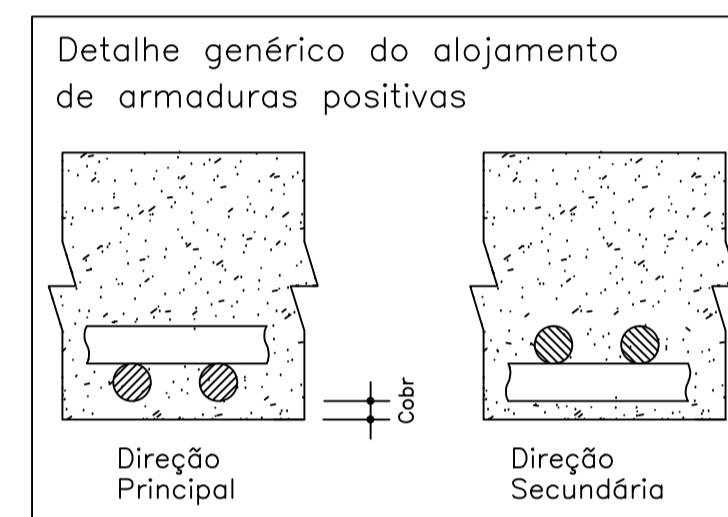 Detalhe genérico do alojamento
de armaduras positivas
Cobr
Direção
Principal
Direção
Secundária